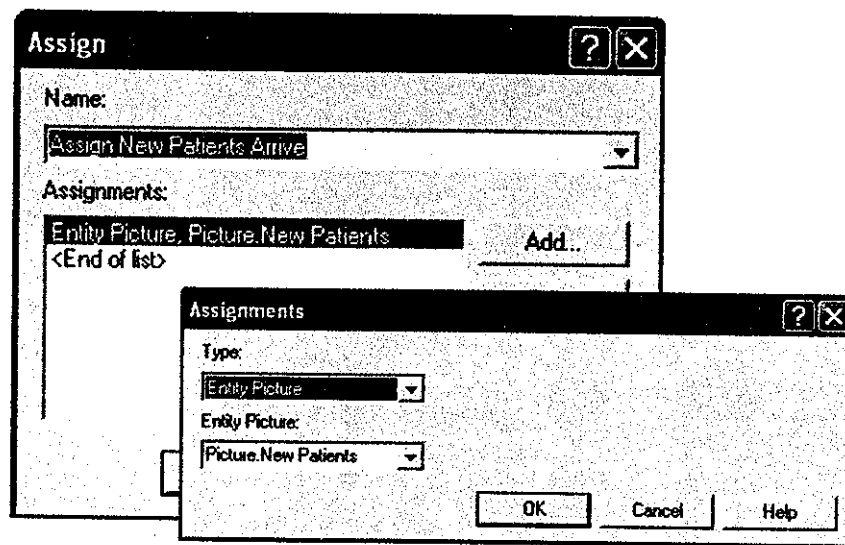 Assign
Name:
Assign New Patients Arrive
Assignments:
Entity Picture, Picture.New Patients
<End of list>
Add...
Assignments
Type:
Entity Picture
Entity Picture:
Picture.New Patients
OK
Cancel
Help